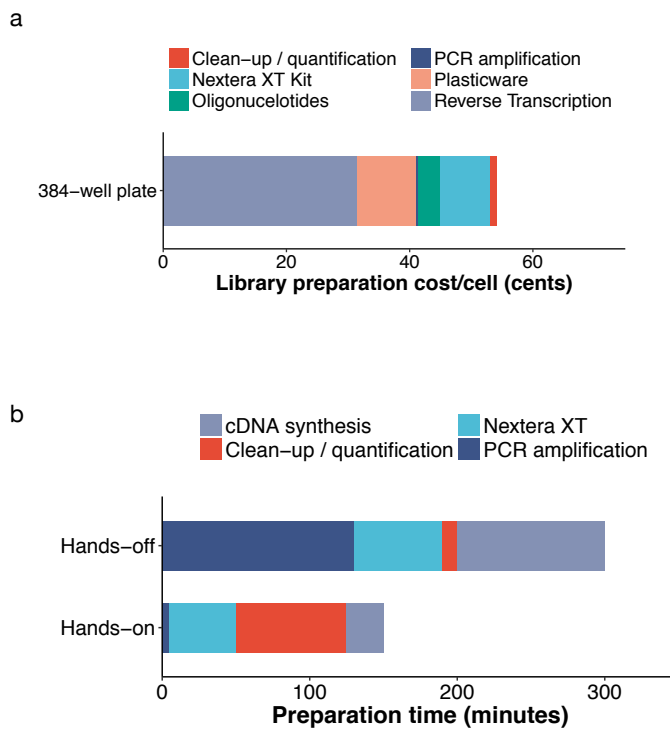 a
Clean-up / quantification PCR amplification
Nextera XT Kit Plasticware
Oligonucelotides Reverse Transcription
384-well plate
0 20 40 60
Library preparation cost/cell (cents)
b
cDNA synthesis Nextera XT
Clean-up / quantification PCR amplification
Hands-off
Hands-on
0 100 200 300
Preparation time (minutes)